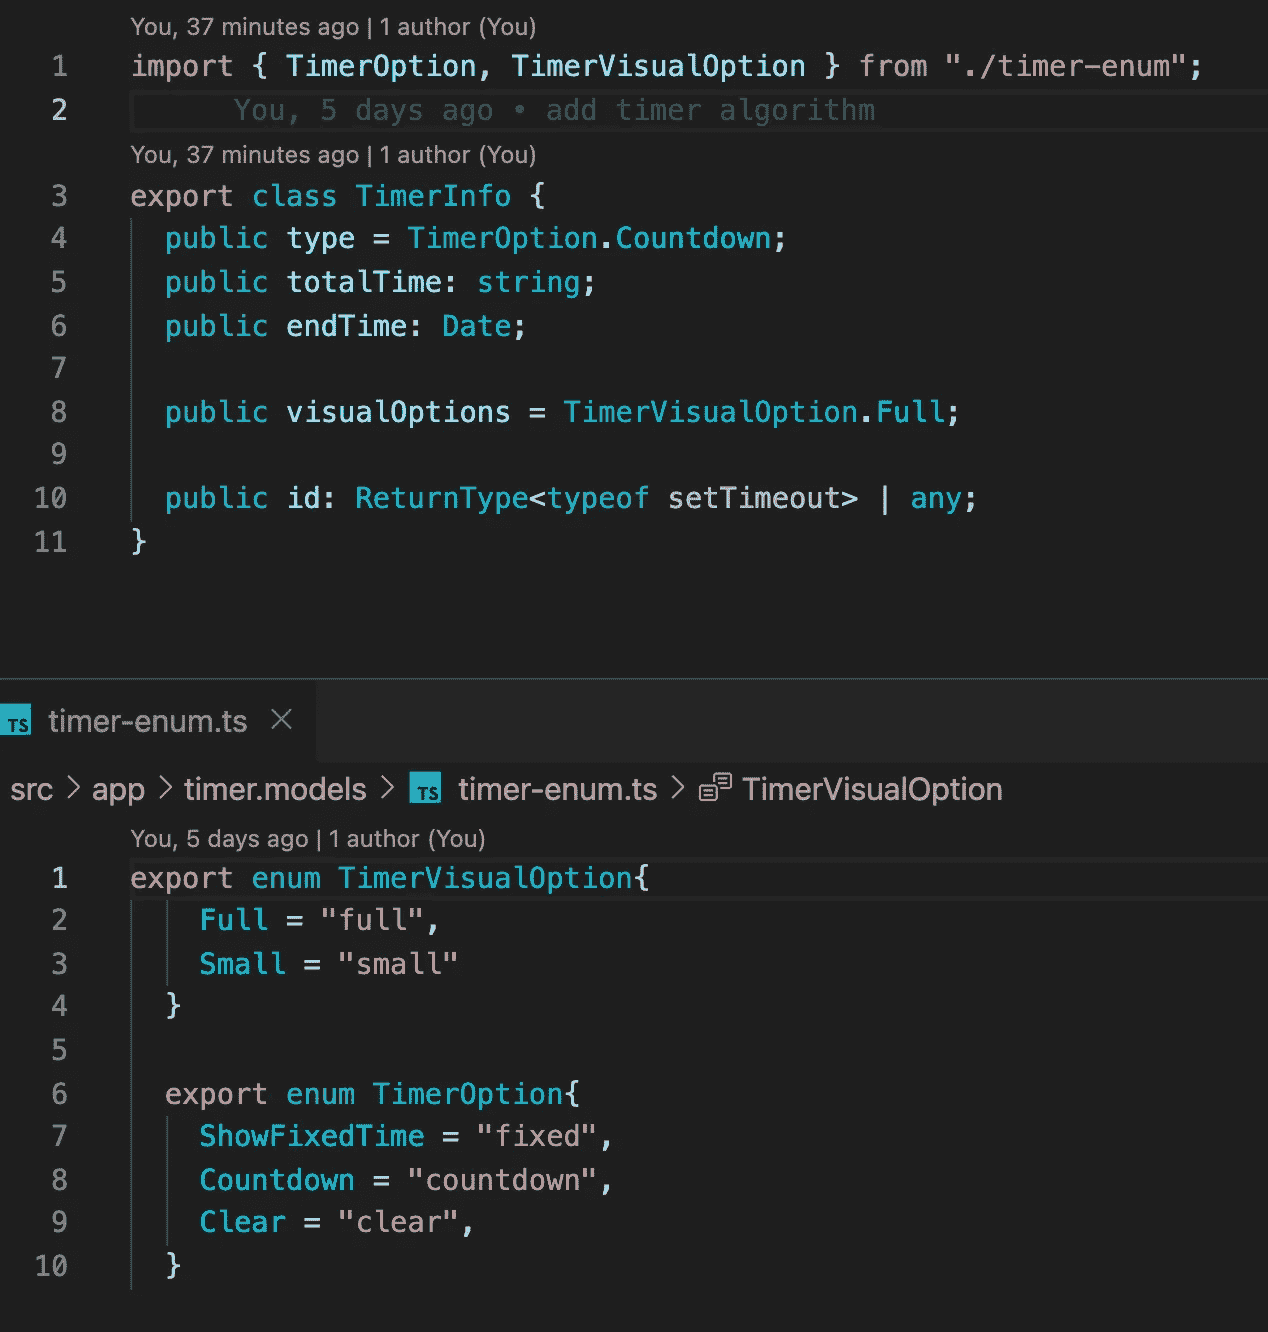 You, 37 minutes ago | 1 author (You)
1 import { TimerOption, TimerVisualOption } from "./timer-enum";
2 You, 5 days ago • add timer algorithm
You, 37 minutes ago | 1 author (You)
3 export class TimerInfo {
4 public type = TimerOption.Countdown;
5 public totalTime: string;
6 public endTime: Date;
7
8 public visualOptions = TimerVisualOption.Full;
9
10 public id: ReturnType<typeof setTimeout> | any;
11 }
TS timer-enum.ts
src > app > timer.models > TS timer-enum.ts > TimerVisualOption
You, 5 days ago | 1 author (You)
1 export enum TimerVisualOption{
2 Full = "full",
3 Small = "small"
4 }
5
6 export enum TimerOption{
7 ShowFixedTime = "fixed",
8 Countdown = "countdown",
9 Clear = "clear",
10 }